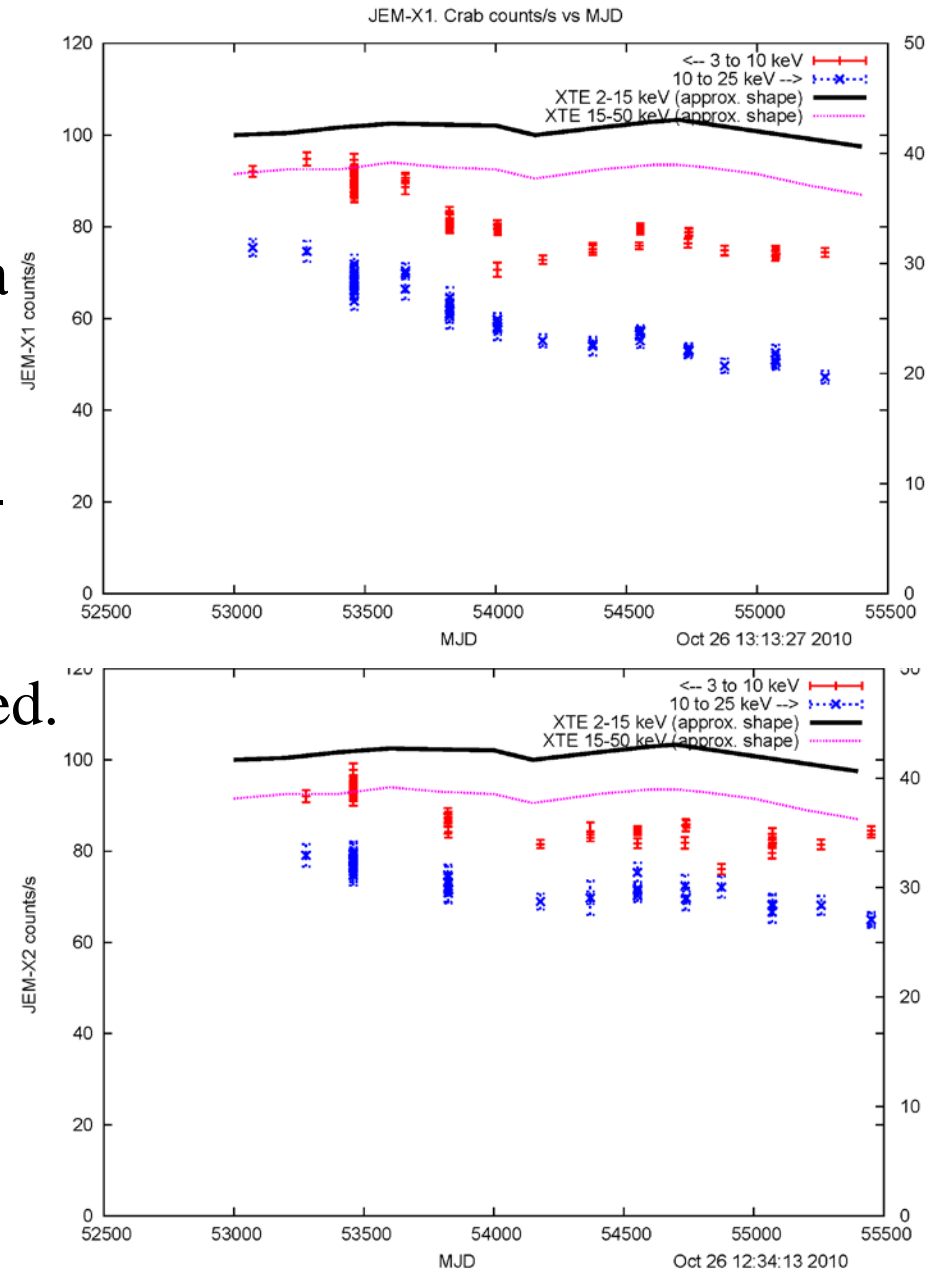 JEM-X1. Crab counts/s vs MJD
120
100
80
60
40
20
0
50
40
30
20
10
0
<-- 3 to 10 keV
10 to 25 keV -->
XTE 2-15 keV (approx. shape)
XTE 15-50 keV (approx. shape)
JEM-X1 counts/s
52500 53000 53500 54000 54500 55000 55500
MJD
Oct 26 13:13:27 2010
ed.
120
100
80
60
40
20
0
50
40
30
20
10
0
<-- 3 to 10 keV
10 to 25 keV -->
XTE 2-15 keV (approx. shape)
XTE 15-50 keV (approx. shape)
JEM-X2 counts/s
52500 53000 53500 54000 54500 55000 55500
MJD
Oct 26 12:34:13 2010